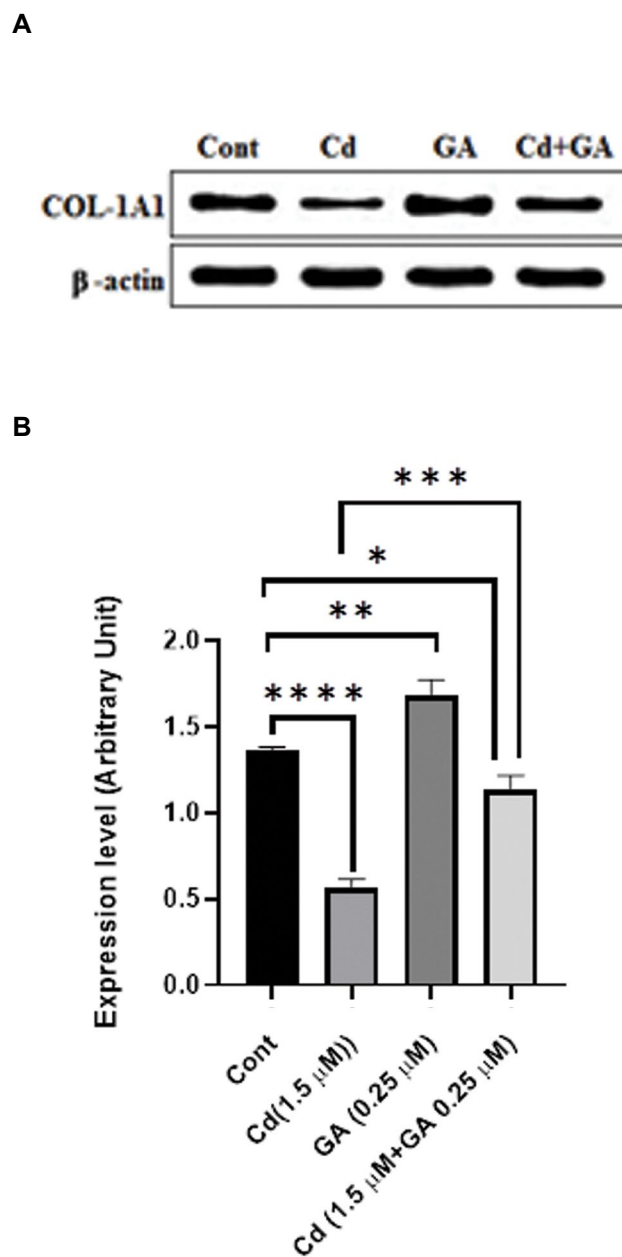 A
Cont Cd GA Cd+GA
COL-1A1
β-actin
B
***
*
**
****
Expression level (Arbitrary Unit)
2.0
1.5
1.0
0.5
0.0
Cont
Cd(1.5 μM))
GA (0.25 μM)
Cd (1.5 μM+GA 0.25 μM)